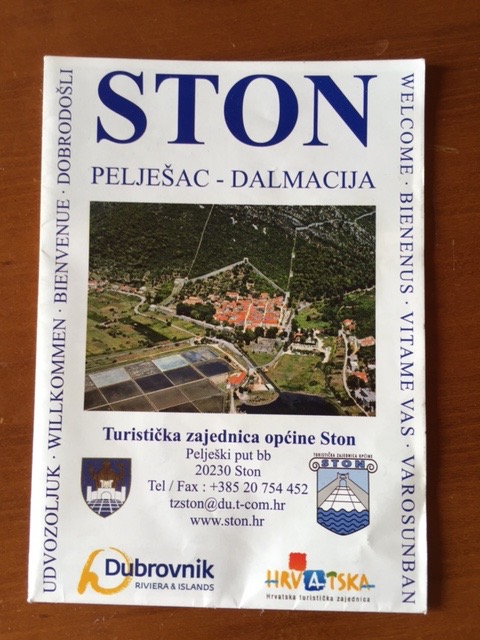 STON
PELJEŠAC - DALMACIJA
UDVOZOLJUK · WILLKOMMEN · BIENVENUE · DOBRODOŠLI
WELCOME · BIENENUS · VITAME VAS · VAROSUNBAN
Turistička zajednica općine Ston
Pelješki put bb
20230 Ston
Tel / Fax : +385 20 754 452
tzston@du.t-com.hr
www.ston.hr
TURISTIČKA ZAJEDNICA OPĆINE
STON
Dubrovnik
RIVIERA & ISLANDS
HRVATSKA
Hrvatska turistička zajednica